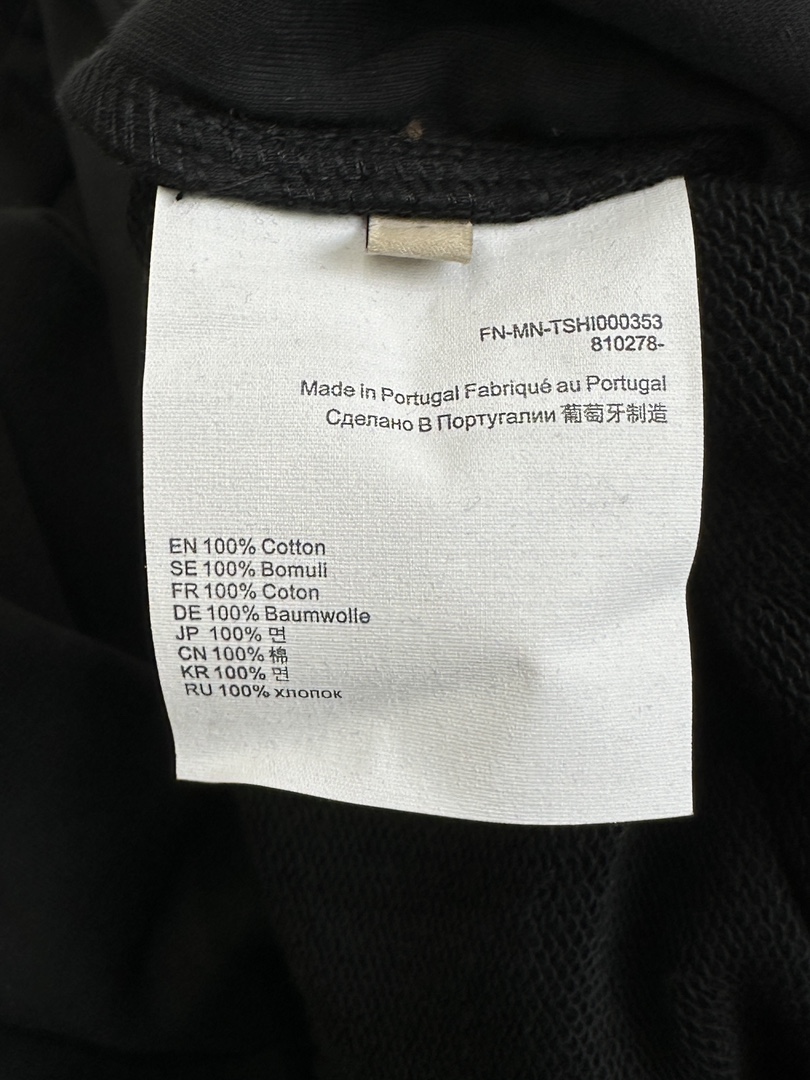 FN-MN-TSHI000353
810278-
Made in Portugal Fabriqué au Portugal
Сделано В Португалии 葡萄牙制造
EN 100% Cotton
SE 100% Bomuli
FR 100% Coton
DE 100% Baumwolle
JP 100% 면
CN 100% 棉
KR 100% 면
RU 100% хлопок